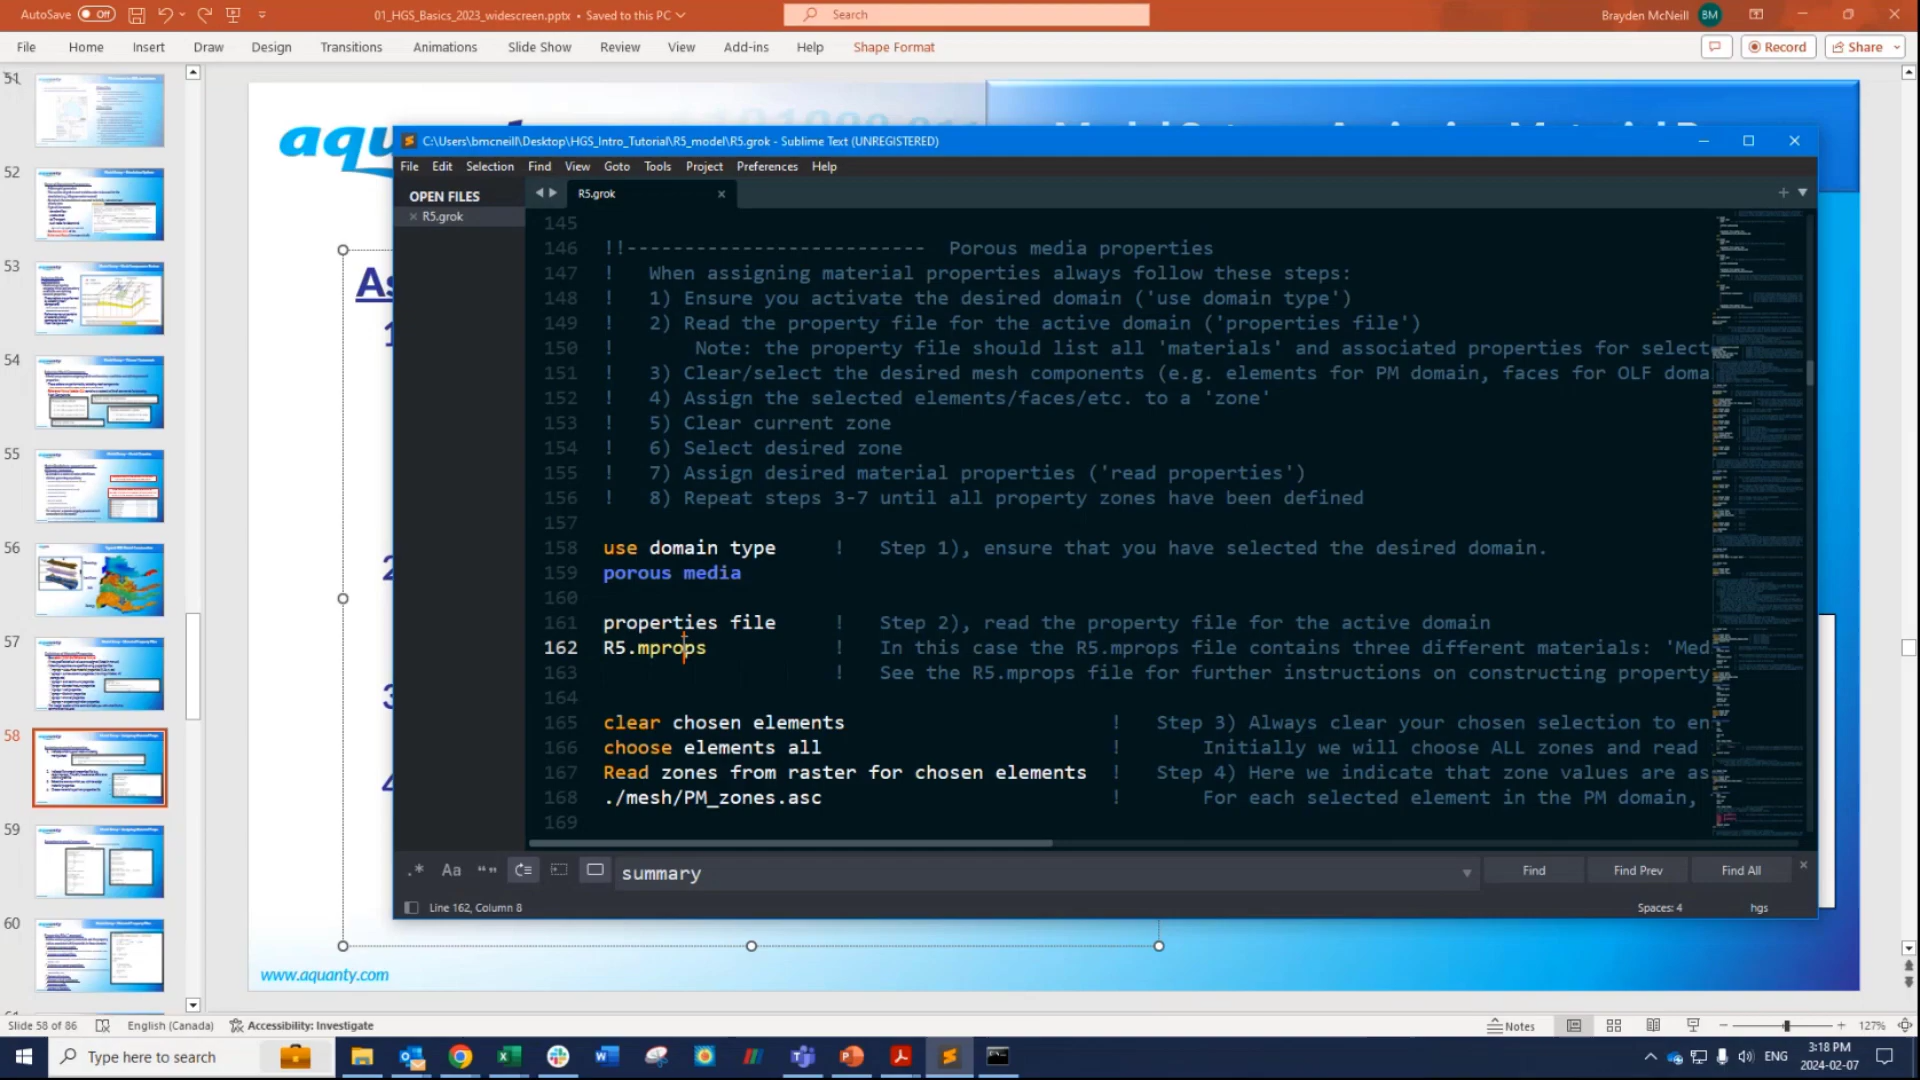 AutoSave Off
01_HGS_Basics_2023_widescreen.pptx • Saved to this PC
Search
Brayden McNeill BM
File Home Insert Draw Design Transitions Animations Slide Show Review View Add-ins Help Shape Format
Record Share
51
52
53
54
55
56
57
58
59
60
aqu
C:\Users\bmcneill\Desktop\HGS_Intro_Tutorial\R5_model\R5.grok - Sublime Text (UNREGISTERED)
File Edit Selection Find View Goto Tools Project Preferences Help
OPEN FILES
R5.grok
R5.grok
145
146 !!-------------------------- Porous media properties
147 ! When assigning material properties always follow these steps:
148 ! 1) Ensure you activate the desired domain ('use domain type')
149 ! 2) Read the property file for the active domain ('properties file')
150 ! Note: the property file should list all 'materials' and associated properties for select
151 ! 3) Clear/select the desired mesh components (e.g. elements for PM domain, faces for OLF doma
152 ! 4) Assign the selected elements/faces/etc. to a 'zone'
153 ! 5) Clear current zone
154 ! 6) Select desired zone
155 ! 7) Assign desired material properties ('read properties')
156 ! 8) Repeat steps 3-7 until all property zones have been defined
157
158 use domain type ! Step 1), ensure that you have selected the desired domain.
159 porous media
160
161 properties file ! Step 2), read the property file for the active domain
162 R5.mprops ! In this case the R5.mprops file contains three different materials: 'Med
163 ! See the R5.mprops file for further instructions on constructing property
164
165 clear chosen elements ! Step 3) Always clear your chosen selection to en
166 choose elements all ! Initially we will choose ALL zones and read
167 Read zones from raster for chosen elements ! Step 4) Here we indicate that zone values are as
168 ./mesh/PM_zones.asc ! For each selected element in the PM domain,
169
.* Aa summary Find Find Prev Find All
Line 162, Column 8 Spaces: 4 hgs
As
2
3
4
www.aquanty.com
Slide 58 of 86 English (Canada) Accessibility: Investigate Notes 127%
Type here to search
ENG
3:18 PM
2024-02-07